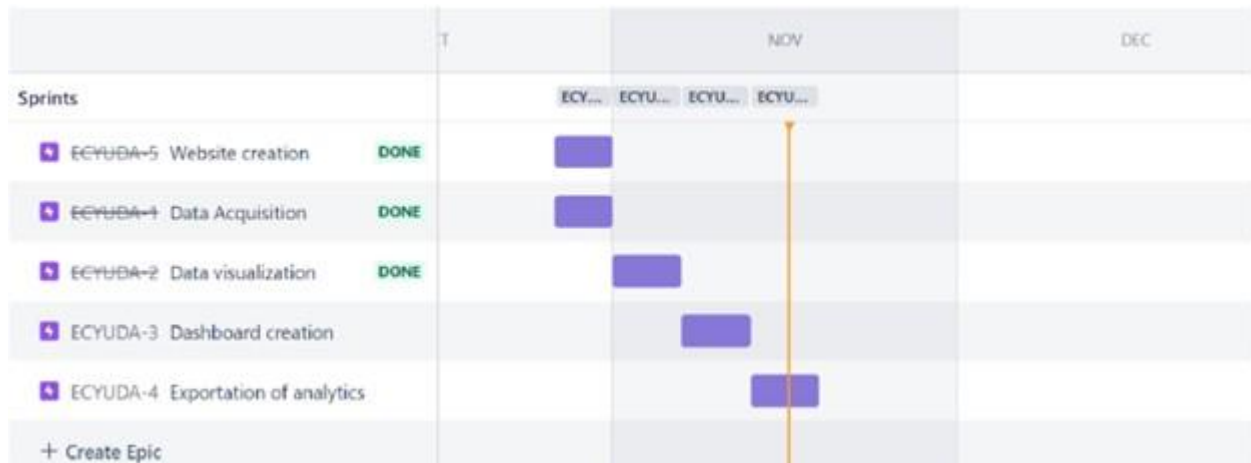 T NOV DEC
Sprints ECY... ECYU... ECYU... ECYU...
ECYUDA-5 Website creation DONE
ECYUDA-1 Data Acquisition DONE
ECYUDA-2 Data visualization DONE
ECYUDA-3 Dashboard creation
ECYUDA-4 Exportation of analytics
+ Create Epic